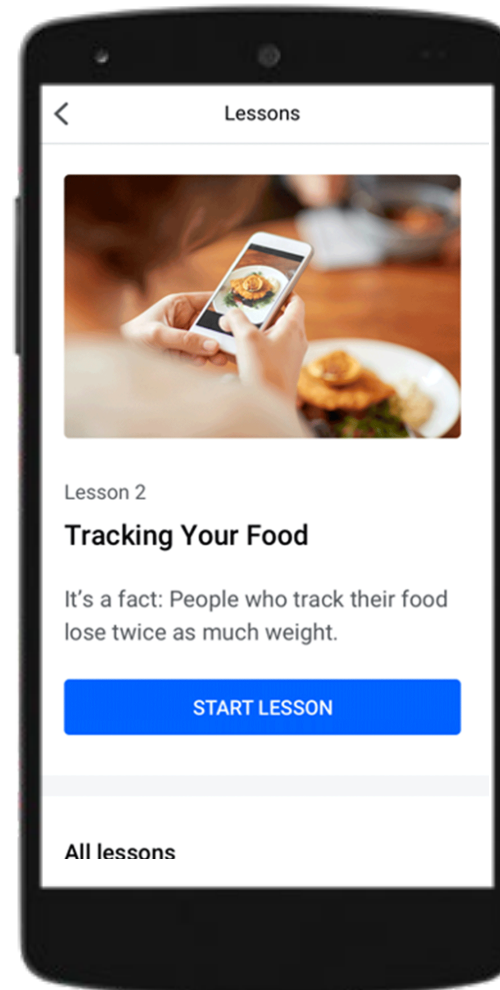 Lessons
Lesson 2
Tracking Your Food
It's a fact: People who track their food
lose twice as much weight.
START LESSON
All lessons